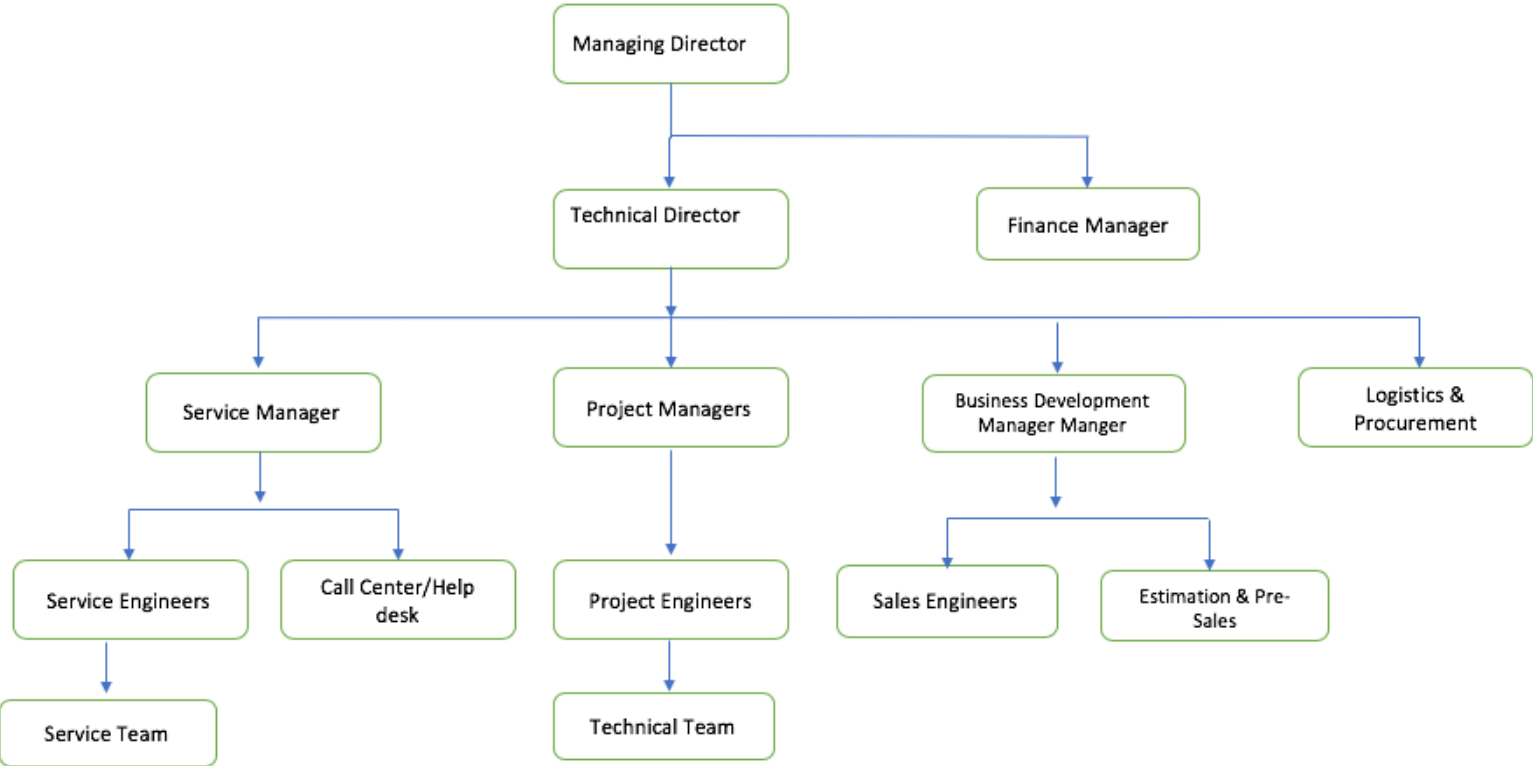 Managing Director
Technical Director
Finance Manager
Service Manager
Project Managers
Business Development
Manager Manger
Logistics &
Procurement
Service Engineers
Call Center/Help
desk
Project Engineers
Sales Engineers
Estimation & Pre-
Sales
Service Team
Technical Team